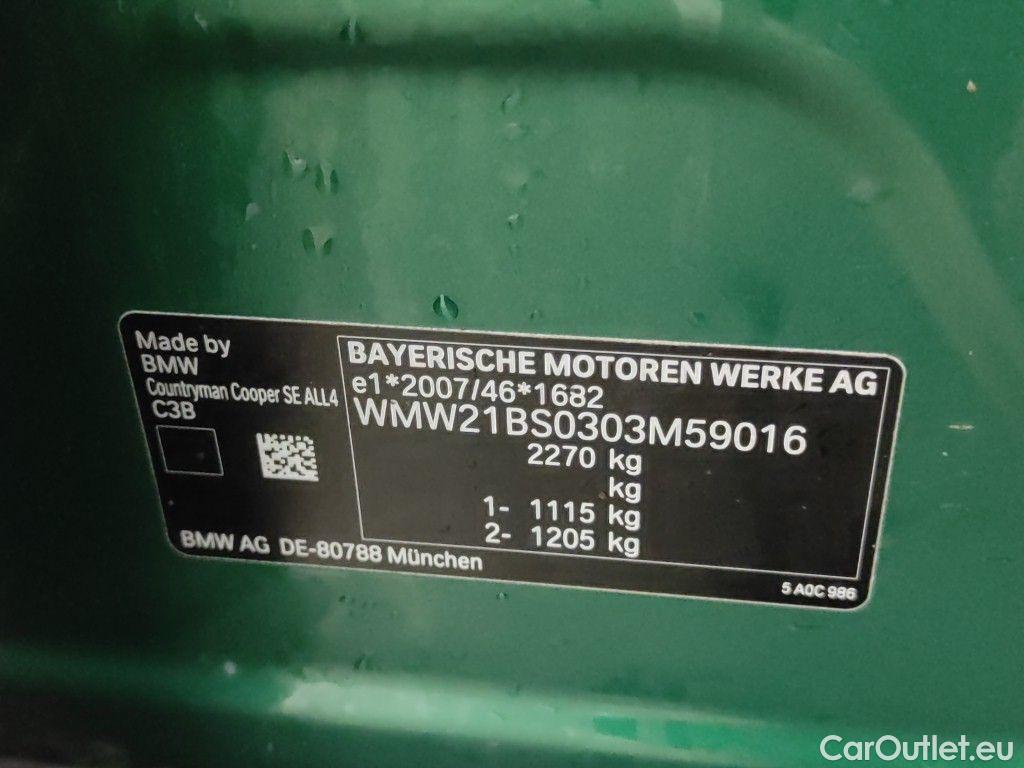 Made by
BMW
Countryman Cooper SE ALL4
C3B
BAYERISCHE MOTOREN WERKE AG
e1*2007/46*1682
WMW21BS0303M59016
2270 kg
kg
1- 1115 kg
2- 1205 kg
BMW AG DE-80788 München
5 A0C 986
CarOutlet.eu